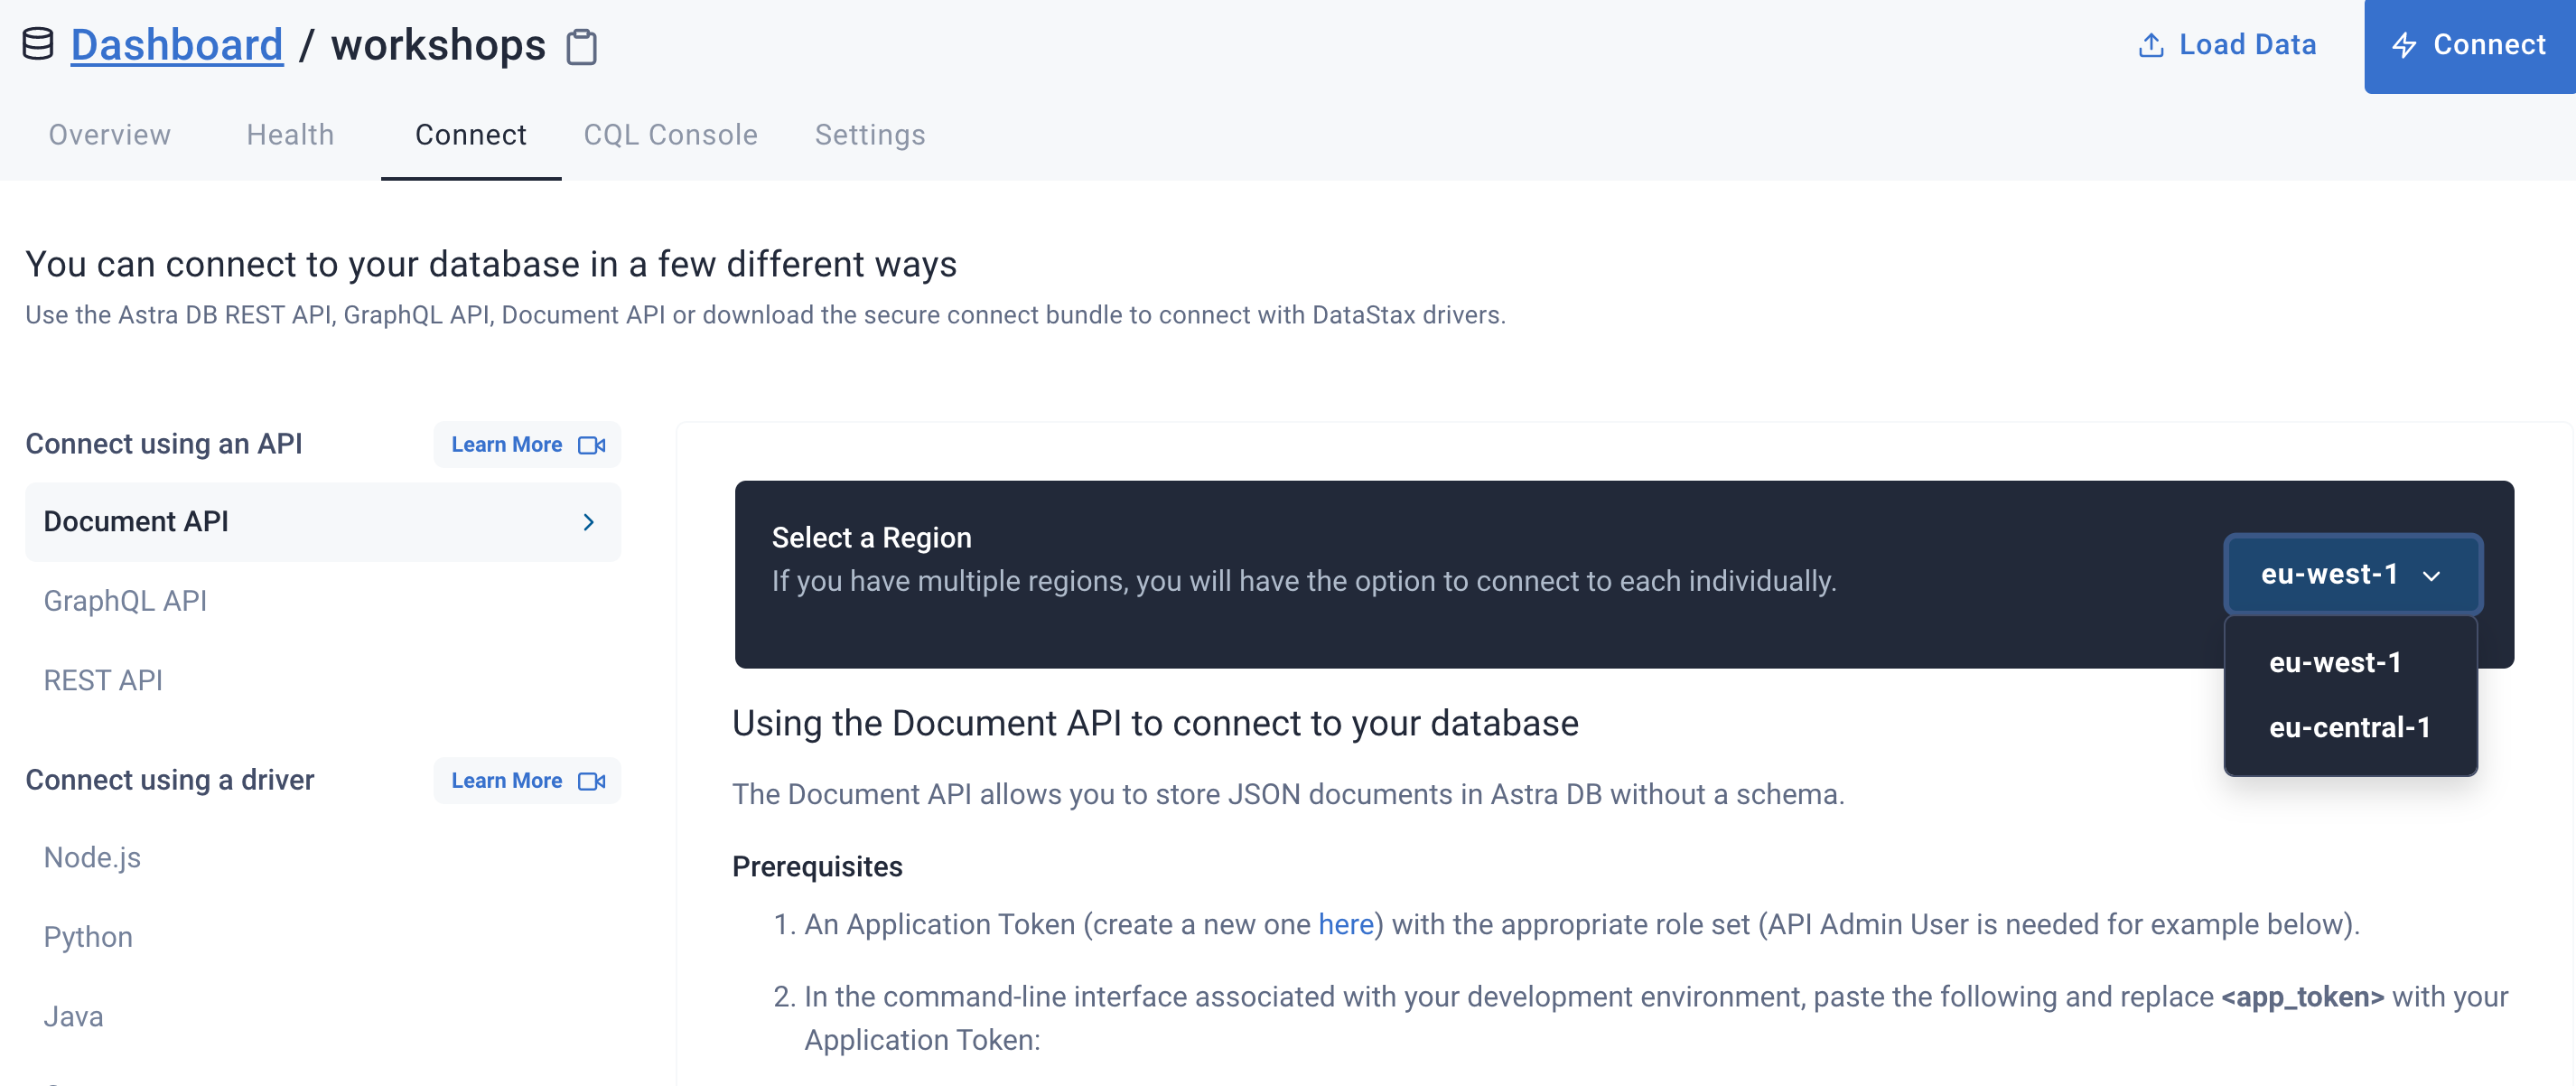 Dashboard / workshops
Load Data
Connect
Overview
Health
Connect
CQL Console
Settings
You can connect to your database in a few different ways
Use the Astra DB REST API, GraphQL API, Document API or download the secure connect bundle to connect with DataStax drivers.
Connect using an API
Learn More
Document API
GraphQL API
REST API
Connect using a driver
Learn More
Node.js
Python
Java
Select a Region
If you have multiple regions, you will have the option to connect to each individually.
eu-west-1
eu-west-1
eu-central-1
Using the Document API to connect to your database
The Document API allows you to store JSON documents in Astra DB without a schema.
Prerequisites
1. An Application Token (create a new one here) with the appropriate role set (API Admin User is needed for example below).
2. In the command-line interface associated with your development environment, paste the following and replace <app_token> with your
Application Token: